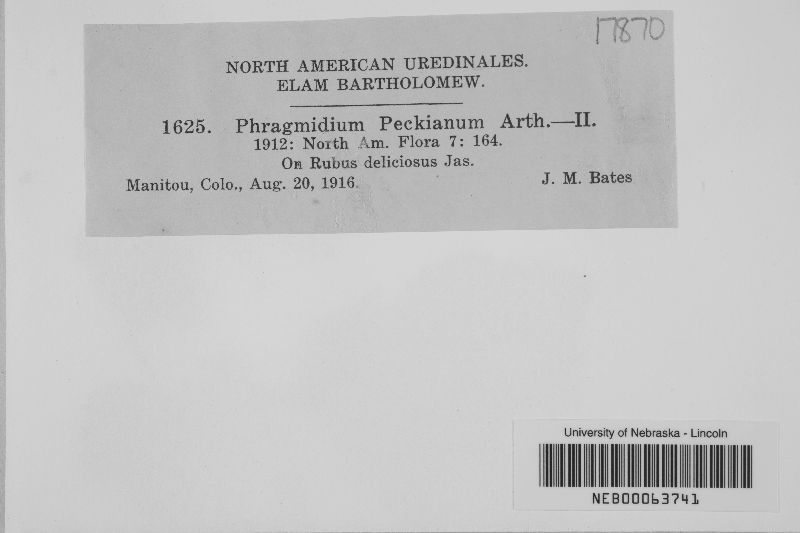 17870
NORTH AMERICAN UREDINALES.
ELAM BARTHOLOMEW.
1625. Phragmidium Peckianum Arth.—II.
1912: North Am. Flora 7: 164.
On Rubus deliciosus Jas.
Manitou, Colo., Aug. 20, 1916. J. M. Bates
University of Nebraska - Lincoln
NEB00063741